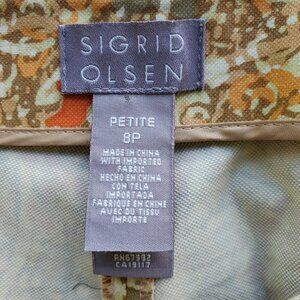 SIGRID
OLSEN
PETITE
8P
MADE IN CHINA
WITH IMPORTED
FABRIC
HECHO EN CHINA
CON TELA
IMPORTADA
FABRIQUE EN CHINE
AVEC DU TISSU
IMPORTE
RN67992
CA19117